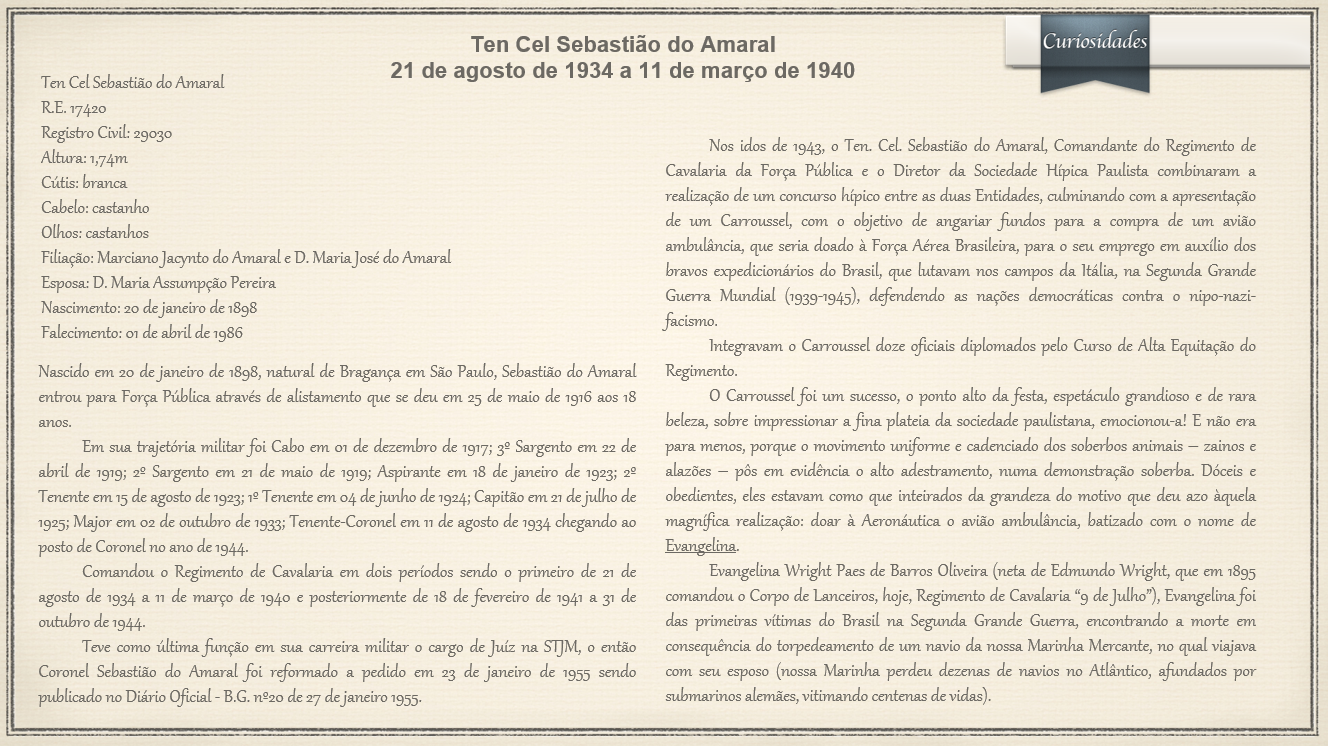 Ten Cel Sebastião do Amaral
21 de agosto de 1934 a 11 de março de 1940
Curiosidades
Ten Cel Sebastião do Amaral
R.E. 17420
Registro Civil: 29030
Altura: 1,74m
Cútis: branca
Cabelo: castanho
Olhos: castanhos
Filiação: Marciano Jacynto do Amaral e D. Maria José do Amaral
Esposa: D. Maria Assumpção Pereira
Nascimento: 20 de janeiro de 1898
Falecimento: 01 de abril de 1986
Nascido em 20 de janeiro de 1898, natural de Bragança em São Paulo, Sebastião do Amaral
entrou para Força Pública através de alistamento que se deu em 25 de maio de 1916 aos 18
anos.
Em sua trajetória militar foi Cabo em 01 de dezembro de 1917; 3º Sargento em 22 de
abril de 1919; 2º Sargento em 21 de maio de 1919; Aspirante em 18 de janeiro de 1923; 2º
Tenente em 15 de agosto de 1923; 1º Tenente em 04 de junho de 1924; Capitão em 21 de julho de
1925; Major em 02 de outubro de 1933; Tenente-Coronel em 11 de agosto de 1934 chegando ao
posto de Coronel no ano de 1944.
Comandou o Regimento de Cavalaria em dois períodos sendo o primeiro de 21 de
agosto de 1934 a 11 de março de 1940 e posteriormente de 18 de fevereiro de 1941 a 31 de
outubro de 1944.
Teve como última função em sua carreira militar o cargo de Juíz na STJM, o então
Coronel Sebastião do Amaral foi reformado a pedido em 23 de janeiro de 1955 sendo
publicado no Diário Oficial - B.G. nº20 de 27 de janeiro 1955.
Nos idos de 1943, o Ten. Cel. Sebastião do Amaral, Comandante do Regimento de
Cavalaria da Força Pública e o Diretor da Sociedade Hípica Paulista combinaram a
realização de um concurso hípico entre as duas Entidades, culminando com a apresentação
de um Carroussel, com o objetivo de angariar fundos para a compra de um avião
ambulância, que seria doado à Força Aérea Brasileira, para o seu emprego em auxílio dos
bravos expedicionários do Brasil, que lutavam nos campos da Itália, na Segunda Grande
Guerra Mundial (1939-1945), defendendo as nações democráticas contra o nipo-nazi-
facismo.
Integravam o Carroussel doze oficiais diplomados pelo Curso de Alta Equitação do
Regimento.
O Carroussel foi um sucesso, o ponto alto da festa, espetáculo grandioso e de rara
beleza, sobre impressionar a fina plateia da sociedade paulistana, emocionou-a! E não era
para menos, porque o movimento uniforme e cadenciado dos soberbos animais – zainos e
alazões – pôs em evidência o alto adestramento, numa demonstração soberba. Dóceis e
obedientes, eles estavam como que inteirados da grandeza do motivo que deu azo àquela
magnífica realização: doar à Aeronáutica o avião ambulância, batizado com o nome de
Evangelina.
Evangelina Wright Paes de Barros Oliveira (neta de Edmundo Wright, que em 1895
comandou o Corpo de Lanceiros, hoje, Regimento de Cavalaria “9 de Julho”), Evangelina foi
das primeiras vítimas do Brasil na Segunda Grande Guerra, encontrando a morte em
consequência do torpedeamento de um navio da nossa Marinha Mercante, no qual viajava
com seu esposo (nossa Marinha perdeu dezenas de navios no Atlântico, afundados por
submarinos alemães, vitimando centenas de vidas).